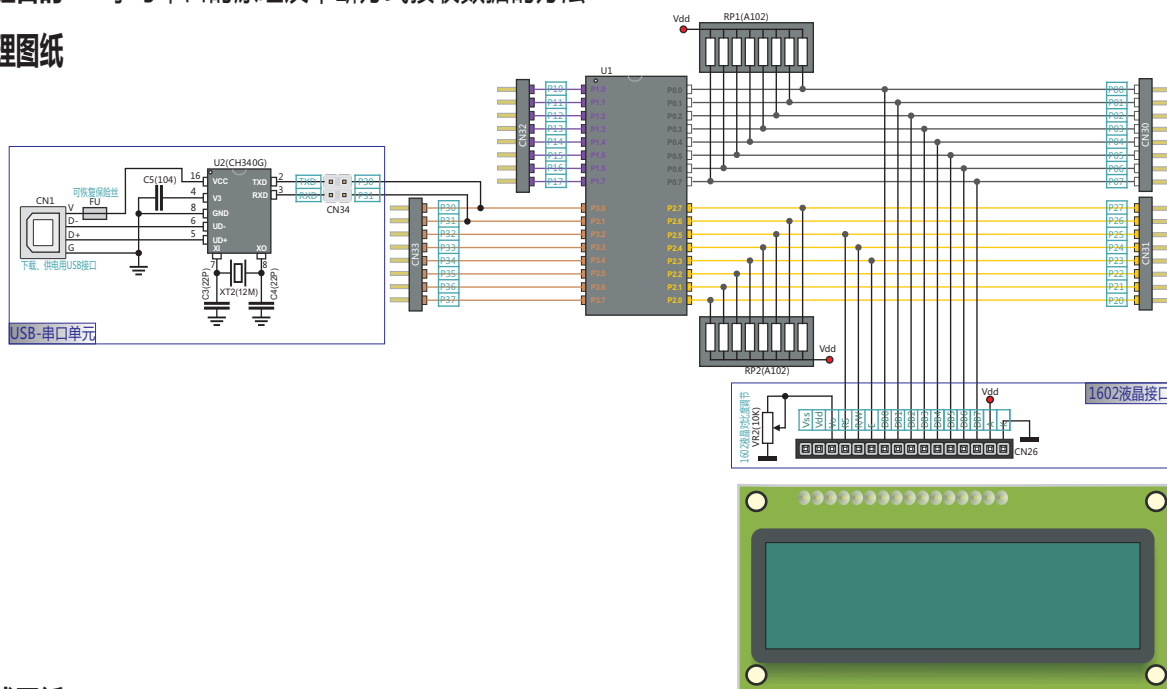 理图纸
RP1(A102)
Vdd
U1
P1.0
P1.1
P1.2
P1.3
P1.4
P1.5
P1.6
P1.7
P0.0
P0.1
P0.2
P0.3
P0.4
P0.5
P0.6
P0.7
P10
P11
P12
P13
P14
P15
P16
P17
CN32
P00
P01
P02
P03
P04
P05
P06
P07
CN30
U2(CH340G)
C5(104)
16 VCC TXD 2
4 V3 RXD 3
8 GND
6 UD-
5 UD+
XI XO
7 8
可恢复保险丝
FU
CN1
V
D-
D+
G
下载、供电用USB接口
C3(22P)
XT2(12M)
C4(22P)
USB-串口单元
TXD P30
RXD P31
CN34
P30
P31
P32
P33
P34
P35
P36
P37
CN33
P3.0
P3.1
P3.2
P3.3
P3.4
P3.5
P3.6
P3.7
P2.7
P2.6
P2.5
P2.4
P2.3
P2.2
P2.1
P2.0
P27
P26
P25
P24
P23
P22
P21
P20
CN31
Vdd
RP2(A102)
1602液晶接口
Vdd
1602液晶对比度调节
VR2(10K)
Vss
Vdd
V0
RS
R/W
E
DB0
DB1
DB2
DB3
DB4
DB5
DB6
DB7
A
K
CN26